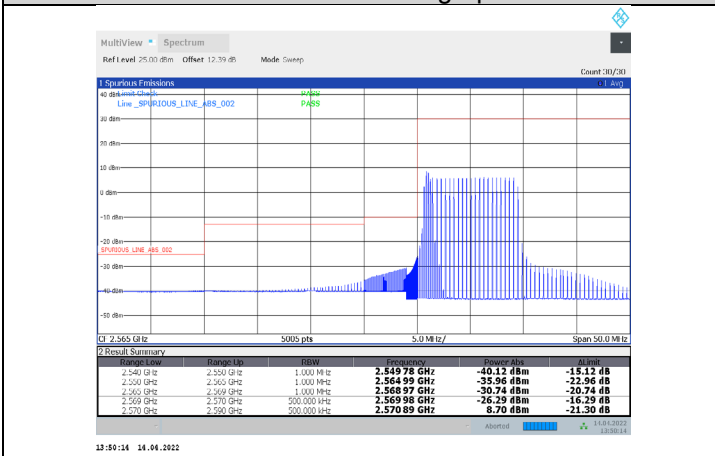 MultiView Spectrum
Ref Level 25.00 dBm Offset 12.39 dB Mode Sweep
Count 30/30
1 Spurious Emissions Avg
40 dBm Limit Check PASS
Line _SPURIOUS_LINE_ABS_002 PASS
30 dBm
20 dBm
10 dBm
0 dBm
-10 dBm
-20 dBm
SPURIOUS_LINE_ABS_002
-30 dBm
-40 dBm
-50 dBm
CF 2.565 GHz 5005 pts 5.0 MHz/ Span 50.0 MHz
2 Result Summary
Range Low Range Up RBW Frequency Power Abs ΔLimit
2.540 GHz 2.550 GHz 1.000 MHz 2.549 78 GHz -40.12 dBm -15.12 dB
2.550 GHz 2.565 GHz 1.000 MHz 2.564 99 GHz -35.96 dBm -22.96 dB
2.565 GHz 2.569 GHz 1.000 MHz 2.568 97 GHz -30.74 dBm -20.74 dB
2.569 GHz 2.570 GHz 500.000 kHz 2.569 98 GHz -26.29 dBm -16.29 dB
2.570 GHz 2.590 GHz 500.000 kHz 2.570 89 GHz 8.70 dBm -21.30 dB
Aborted 14.04.2022
13:50:14
13:50:14 14.04.2022